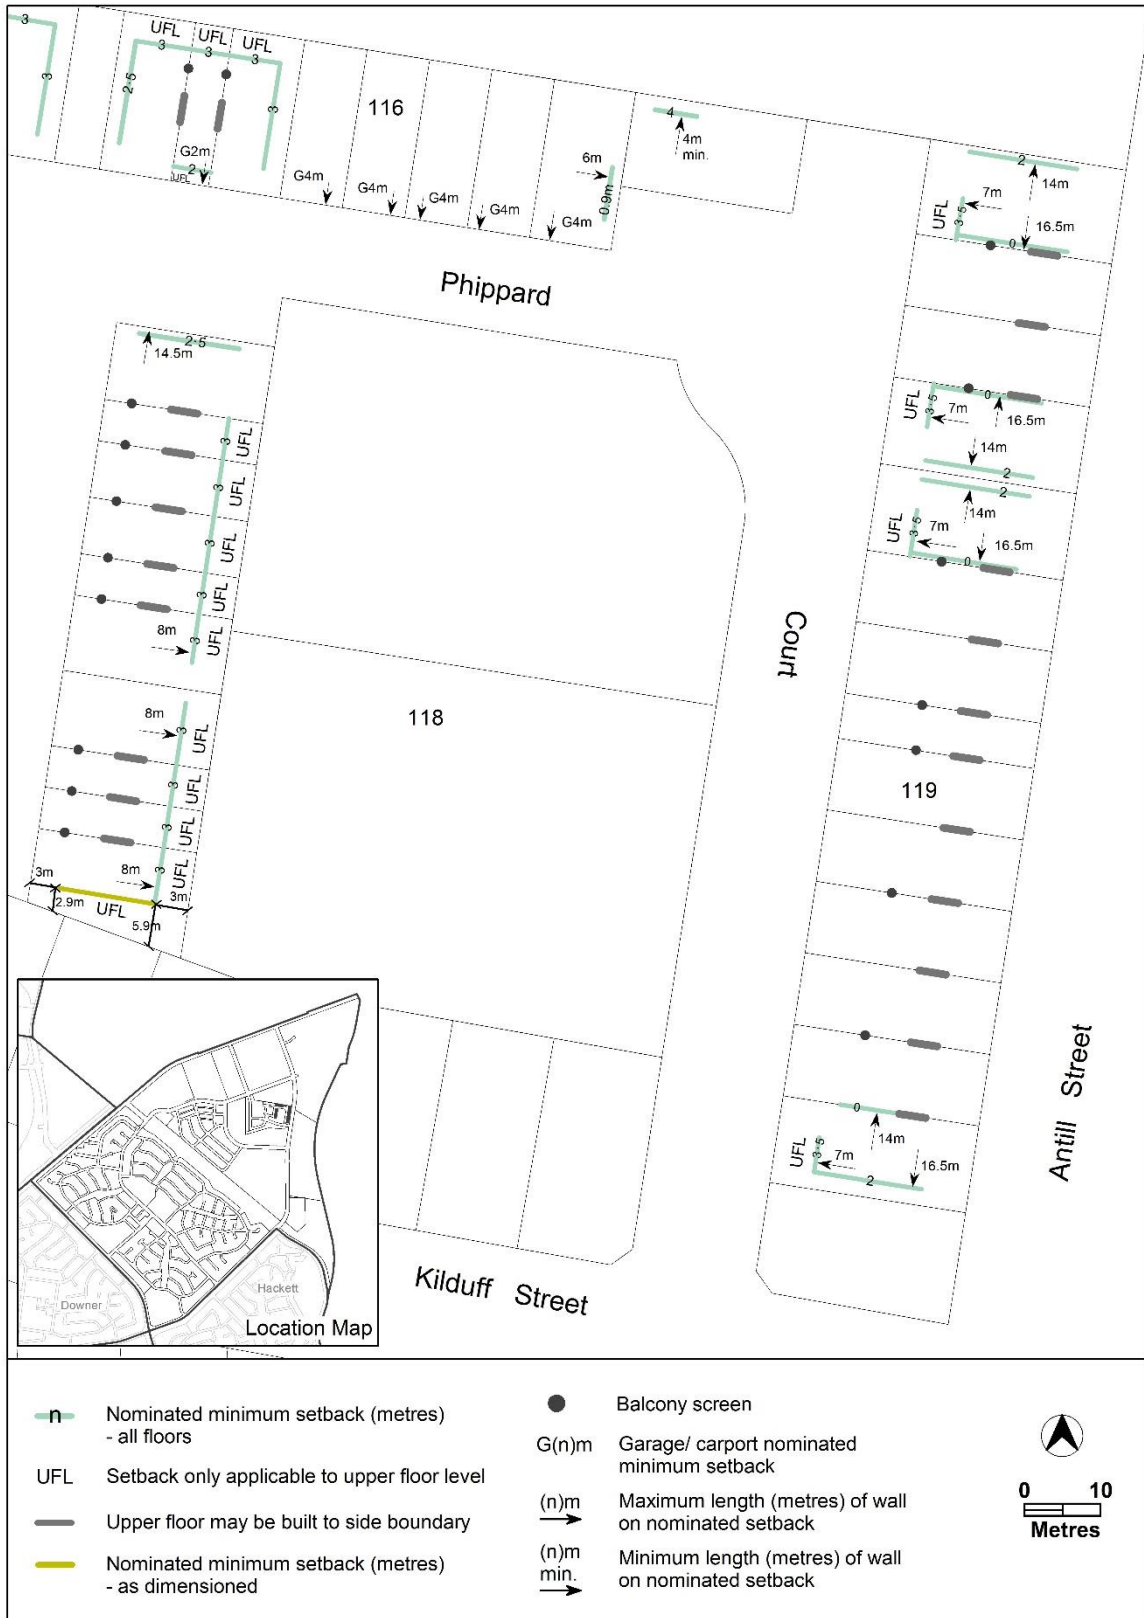 3
3
UFL
UFL
UFL
3
3
3
2·5
3
G2m
2
UFL
116
G4m
G4m
G4m
G4m
G4m
6m
0.9m
4
4m
min.
2
14m
7m
UFL
3·5
16.5m
0
Phippard
2·5
14.5m
3
UFL
3
UFL
3
UFL
3
UFL
8m
3
UFL
UFL
3·5
7m
0
16.5m
14m
2
2
14m
UFL
3·5
7m
16.5m
0
Court
118
8m
3
UFL
3
UFL
3
UFL
8m
3
UFL
3m
2.9m
UFL
3m
5.9m
119
0
14m
UFL
3·5
7m
16.5m
2
Antill Street
Kilduff Street
Downer
Hackett
Location Map
n
Nominated minimum setback (metres)
- all floors
UFL
Setback only applicable to upper floor level
Upper floor may be built to side boundary
Nominated minimum setback (metres)
- as dimensioned
Balcony screen
G(n)m
Garage/ carport nominated
minimum setback
(n)m
Maximum length (metres) of wall
on nominated setback
(n)m
min.
Minimum length (metres) of wall
on nominated setback
0 10
Metres